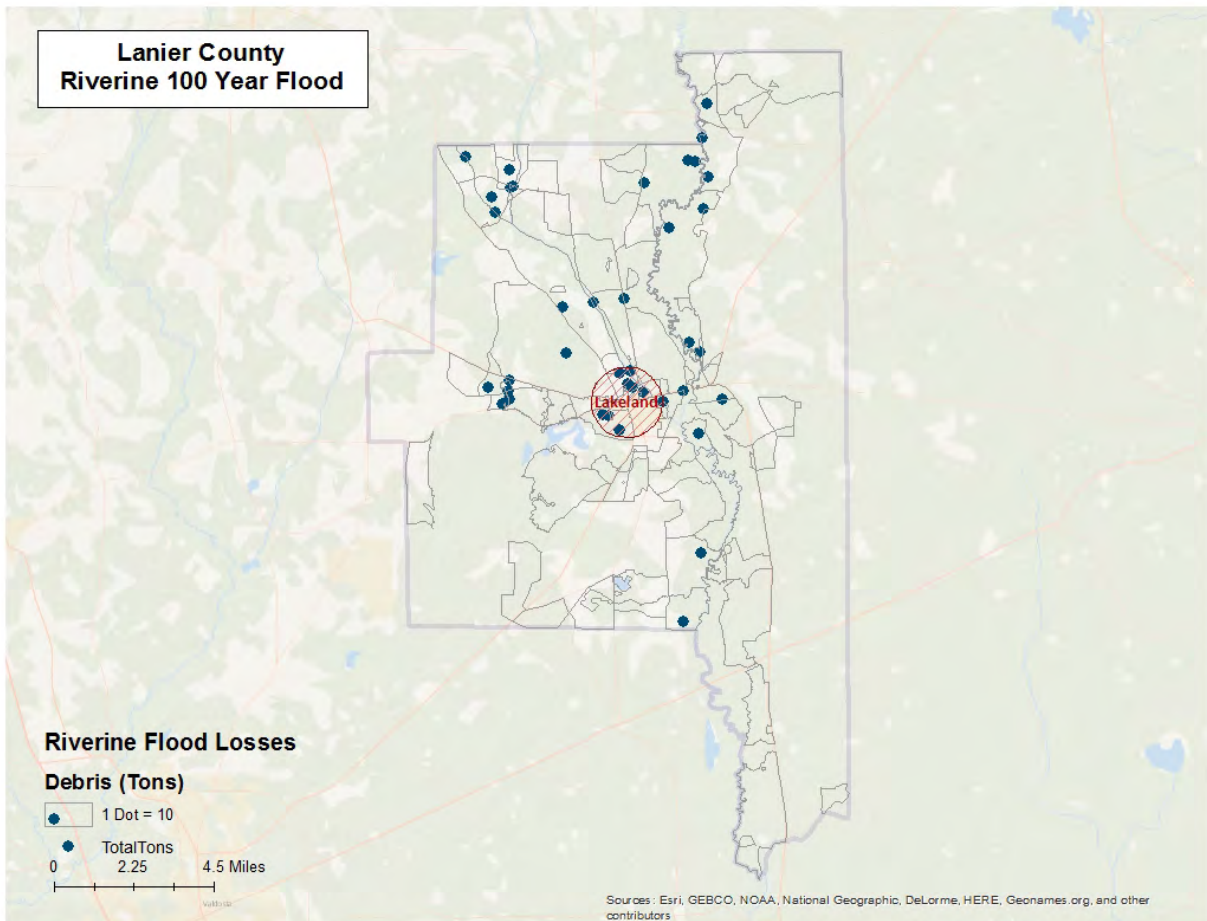 Lanier County
Riverine 100 Year Flood
Lakeland
Riverine Flood Losses
Debris (Tons)
1 Dot = 10
TotalTons
0 2.25 4.5 Miles
Valdosta
Sources: Esri, GEBCO, NOAA, National Geographic, DeLorme, HERE, Geonames.org, and other
contributors